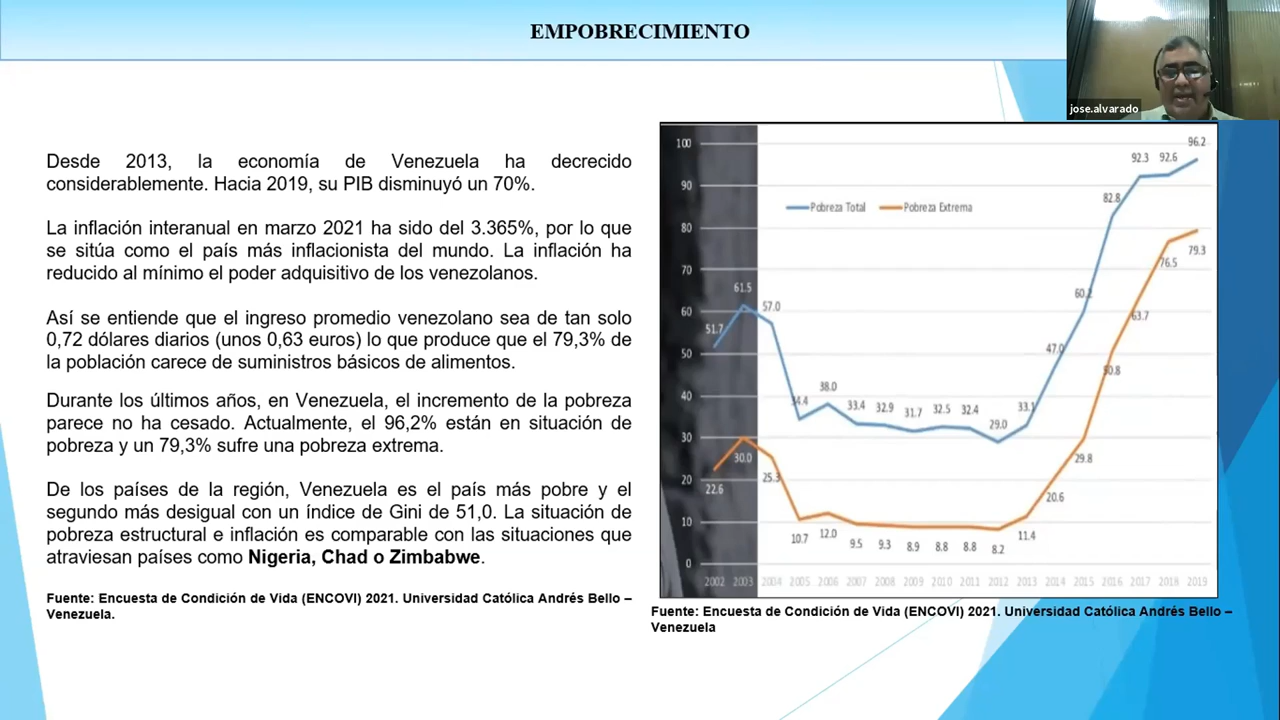 EMPOBRECIMIENTO
jose.alvarado
Desde 2013, la economía de Venezuela ha decrecido
considerablemente. Hacia 2019, su PIB disminuyó un 70%.
La inflación interanual en marzo 2021 ha sido del 3.365%, por lo que
se sitúa como el país más inflacionista del mundo. La inflación ha
reducido al mínimo el poder adquisitivo de los venezolanos.
Así se entiende que el ingreso promedio venezolano sea de tan solo
0,72 dólares diarios (unos 0,63 euros) lo que produce que el 79,3% de
la población carece de suministros básicos de alimentos.
Durante los últimos años, en Venezuela, el incremento de la pobreza
parece no ha cesado. Actualmente, el 96,2% están en situación de
pobreza y un 79,3% sufre una pobreza extrema.
De los países de la región, Venezuela es el país más pobre y el
segundo más desigual con un índice de Gini de 51,0. La situación de
pobreza estructural e inflación es comparable con las situaciones que
atraviesan países como Nigeria, Chad o Zimbabwe.
Fuente: Encuesta de Condición de Vida (ENCOVI) 2021. Universidad Católica Andrés Bello –
Venezuela.
100
90
80
70
60
50
40
30
20
10
0
Pobreza Total Pobreza Extrema
51.7 61.5 57.0 34.4 38.0 33.4 32.9 31.7 32.5 32.4 29.0 33.1 47.0 60.2 82.8 92.3 92.6 96.2
22.6 30.0 25.3 10.7 12.0 9.5 9.3 8.9 8.8 8.8 8.2 11.4 20.6 29.8 50.8 63.7 76.5 79.3
2002 2003 2004 2005 2006 2007 2008 2009 2010 2011 2012 2013 2014 2015 2016 2017 2018 2019
Fuente: Encuesta de Condición de Vida (ENCOVI) 2021. Universidad Católica Andrés Bello –
Venezuela